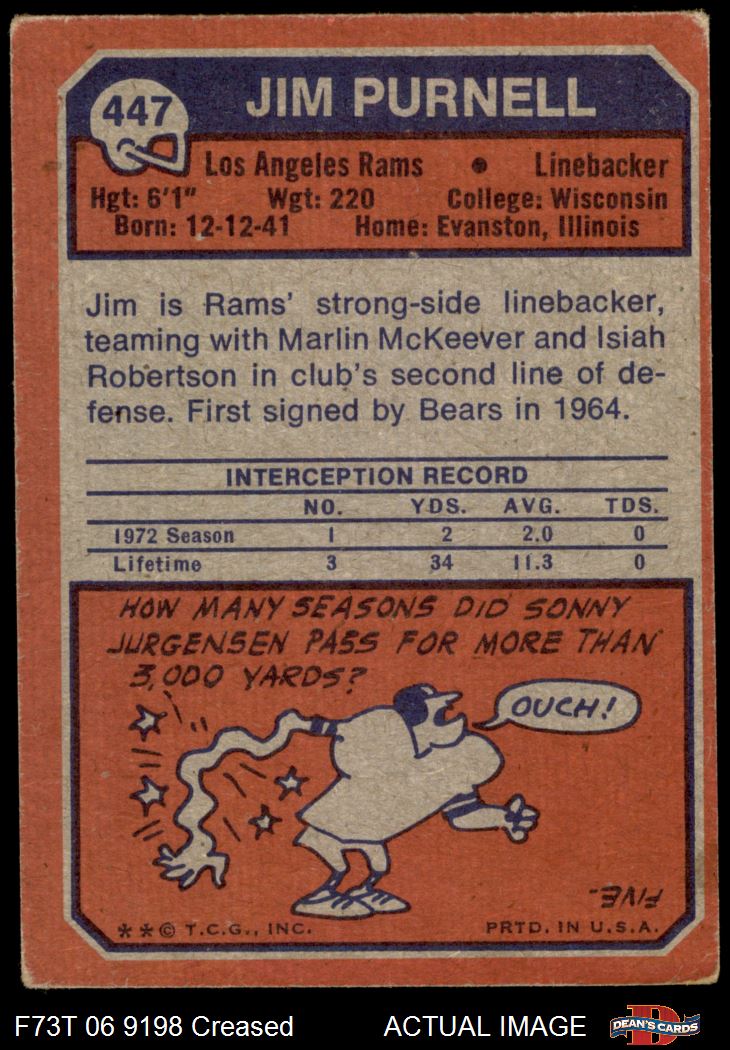 447
JIM PURNELL
Los Angeles Rams • Linebacker
Hgt: 6'1" Wgt: 220 College: Wisconsin
Born: 12-12-41 Home: Evanston, Illinois
Jim is Rams' strong-side linebacker,
teaming with Marlin McKeever and Isiah
Robertson in club's second line of de-
fense. First signed by Bears in 1964.
INTERCEPTION RECORD
NO. YDS. AVG. TDS.
1972 Season 1 2 2.0 0
Lifetime 3 34 11.3 0
HOW MANY SEASONS DID SONNY
JURGENSEN PASS FOR MORE THAN
3,000 YARDS?
OUCH!
FIVE-
** © T.C.G., INC. PRTD. IN U.S.A.
F73T 06 9198 Creased ACTUAL IMAGE
D
DEAN'S CARDS